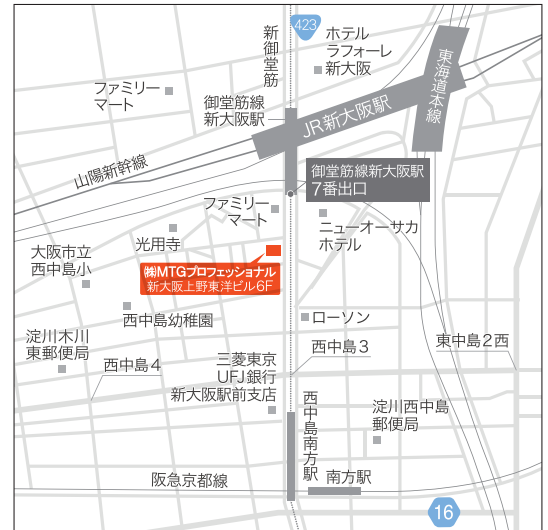 423
新御堂筋
ホテル
ラフォーレ
新大阪
東海道本線
ファミリー
マート
御堂筋線
新大阪駅
JR新大阪駅
山陽新幹線
御堂筋線新大阪駅
7番出口
ファミリー
マート
ニューオーサカ
ホテル
光用寺
大阪市立
西中島小
㈱MTGプロフェッショナル
新大阪上野東洋ビル6F
西中島幼稚園
ローソン
淀川木川
東郵便局
西中島4
三菱東京
UFJ銀行
新大阪駅前支店
西中島3
東中島2西
西中島南方駅
淀川西中島
郵便局
阪急京都線
南方駅
16